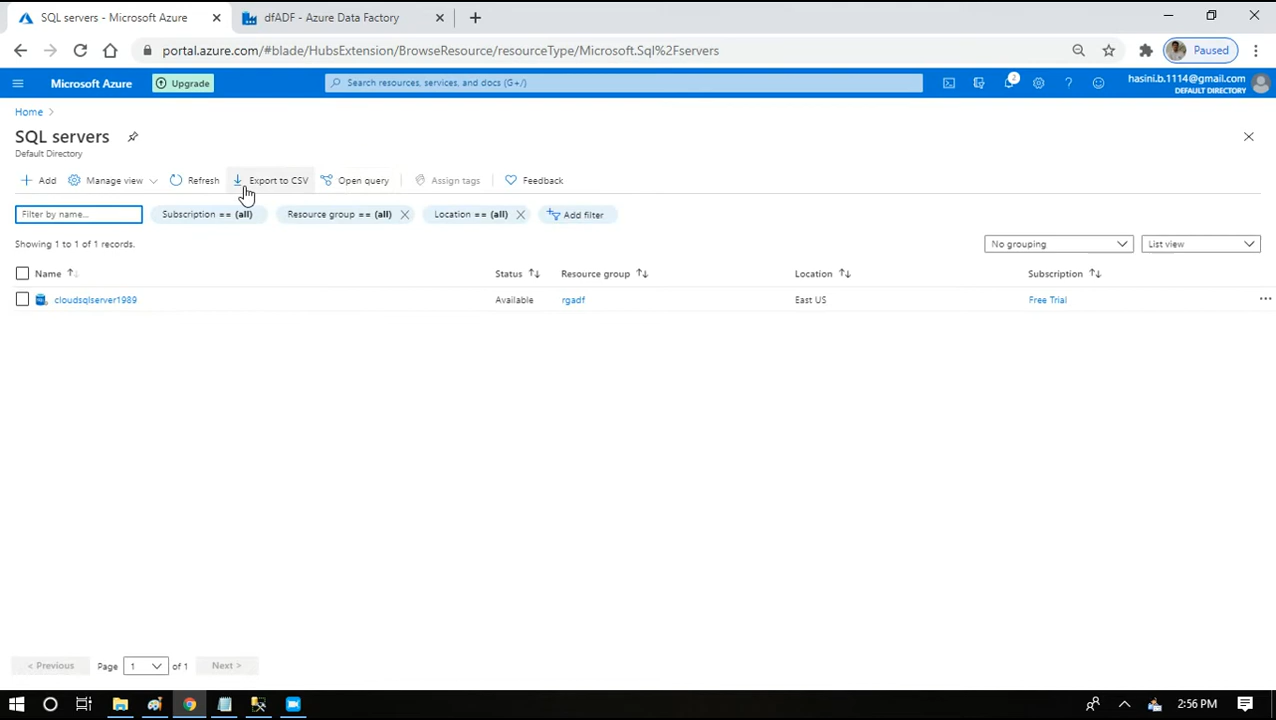 SQL servers - Microsoft Azure
dfADF - Azure Data Factory
portal.azure.com/#blade/HubsExtension/BrowseResource/resourceType/Microsoft.Sql%2Fservers
Paused
Microsoft Azure
Upgrade
Search resources, services, and docs (G+/)
2
hasini.b.1114@gmail.com
DEFAULT DIRECTORY
Home >
SQL servers
Default Directory
+ Add Manage view Refresh Export to CSV Open query Assign tags Feedback
Filter by name... Subscription == (all) Resource group == (all) Location == (all) Add filter
Showing 1 to 1 of 1 records.
No grouping List view
Name Status Resource group Location Subscription
cloudsqlserver1989 Available rgadf East US Free Trial ...
< Previous Page 1 of 1 Next >
2:56 PM